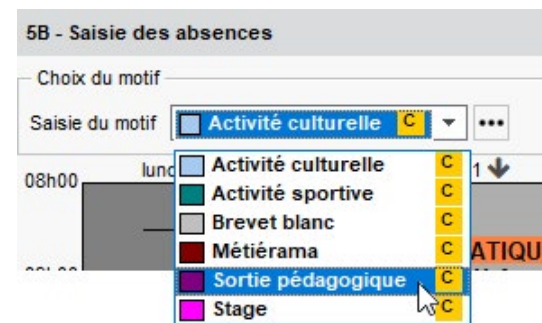 5B - Saisie des absences
Choix du motif
Saisie du motif Activité culturelle C ...
08h00 lund 1
Activité culturelle C
Activité sportive C
Brevet blanc C
Métiérama C ATIQU
Sortie pédagogique C
Stage C